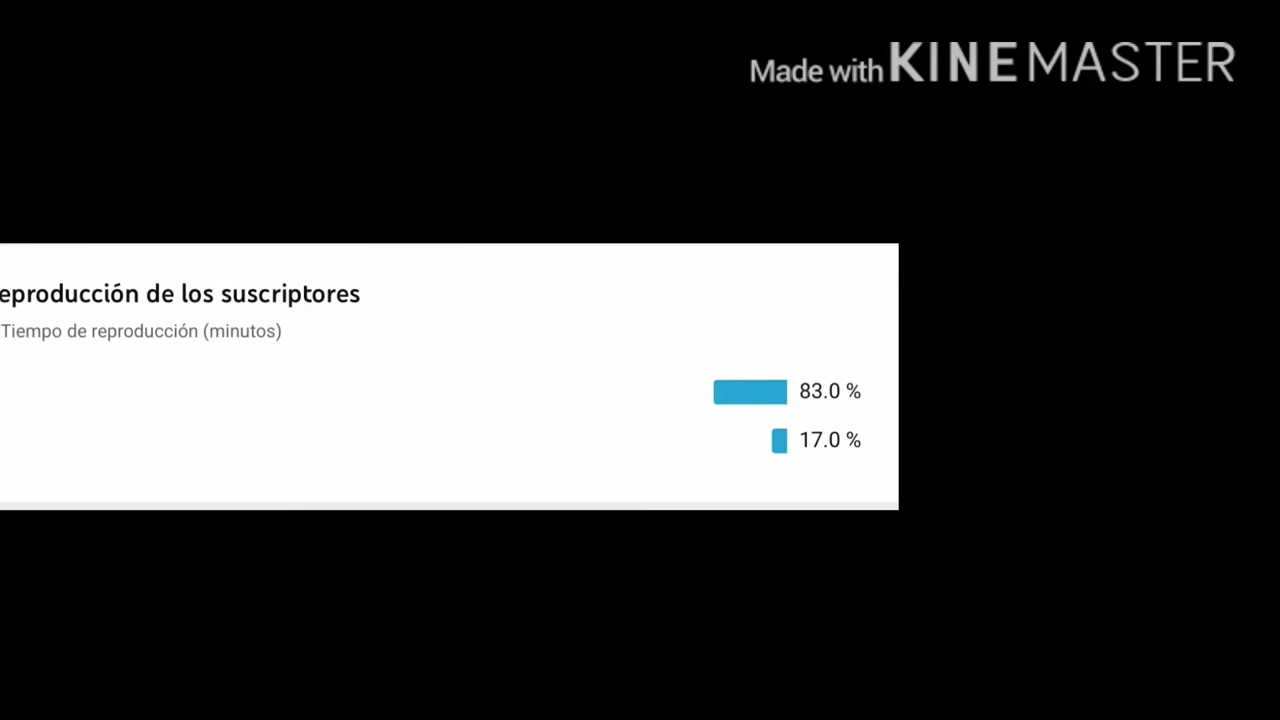 Made with KINEMASTER
eproducción de los suscriptores
Tiempo de reproducción (minutos)
83.0 %
17.0 %